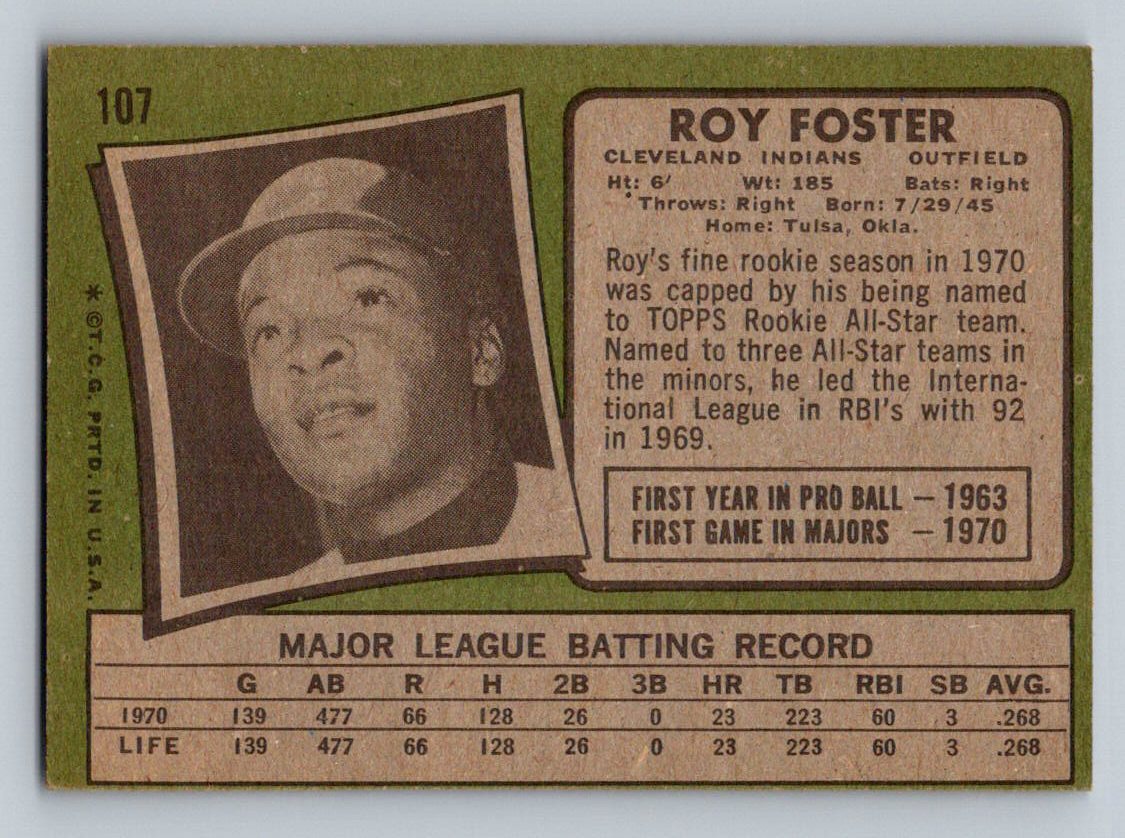 107
ROY FOSTER
CLEVELAND INDIANS OUTFIELD
Ht: 6' Wt: 185 Bats: Right
Throws: Right Born: 7/29/45
Home: Tulsa, Okla.
Roy's fine rookie season in 1970
was capped by his being named
to TOPPS Rookie All-Star team.
Named to three All-Star teams in
the minors, he led the Interna-
tional League in RBI's with 92
in 1969.
FIRST YEAR IN PRO BALL — 1963
FIRST GAME IN MAJORS — 1970
* © T.C.G. PRTD. IN U.S.A.
MAJOR LEAGUE BATTING RECORD
G AB R H 2B 3B HR TB RBI SB AVG.
1970 139 477 66 128 26 0 23 223 60 3 .268
LIFE 139 477 66 128 26 0 23 223 60 3 .268